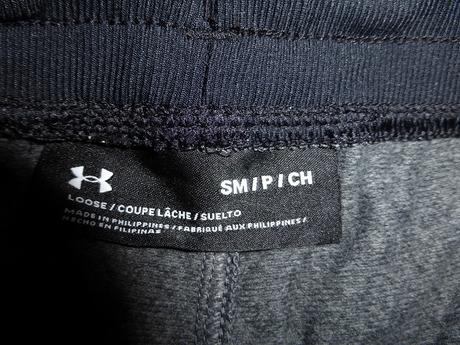 SM/P/CH
LOOSE/COUPE LÂCHE/SUELTO
MADE IN PHILIPPINES/FABRIQUÉ AUX PHILIPPINES/
HECHO EN FILIPINAS